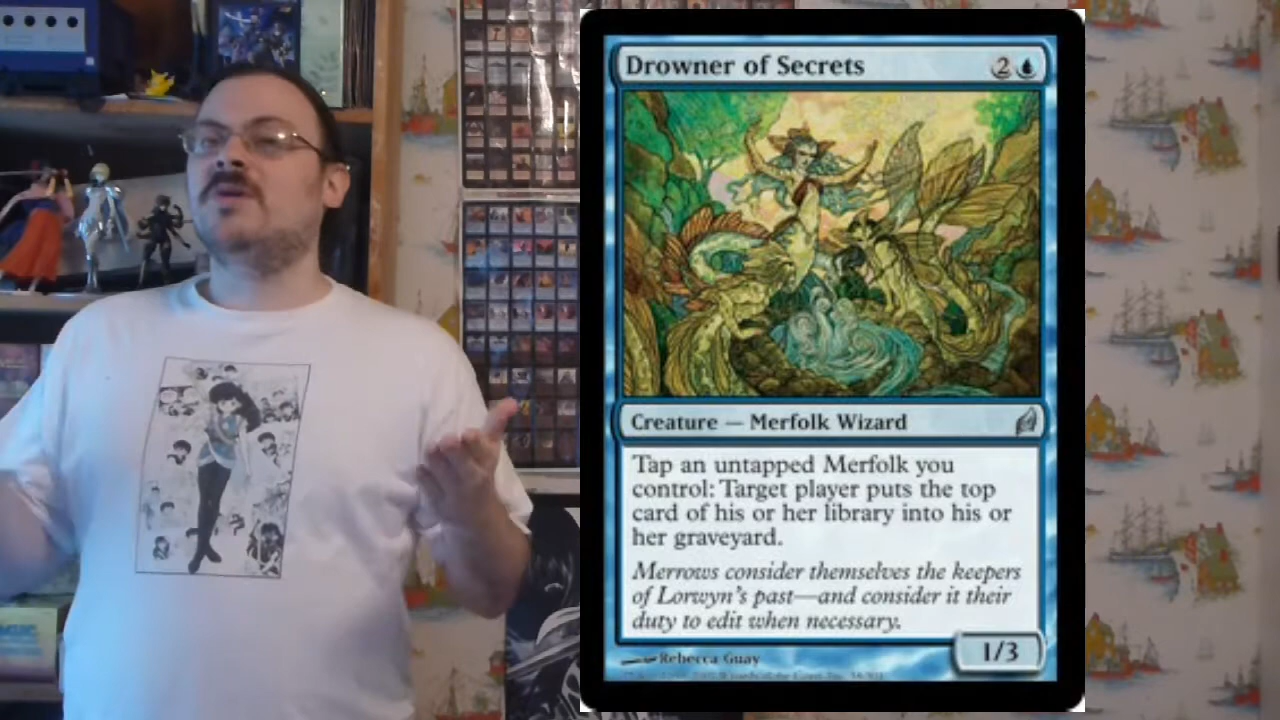 Drowner of Secrets
2
Creature — Merfolk Wizard
Tap an untapped Merfolk you
control: Target player puts the top
card of his or her library into his or
her graveyard.
Merrows consider themselves the keepers
of Lorwyn's past—and consider it their
duty to edit when necessary.
1/3
Rebecca Guay